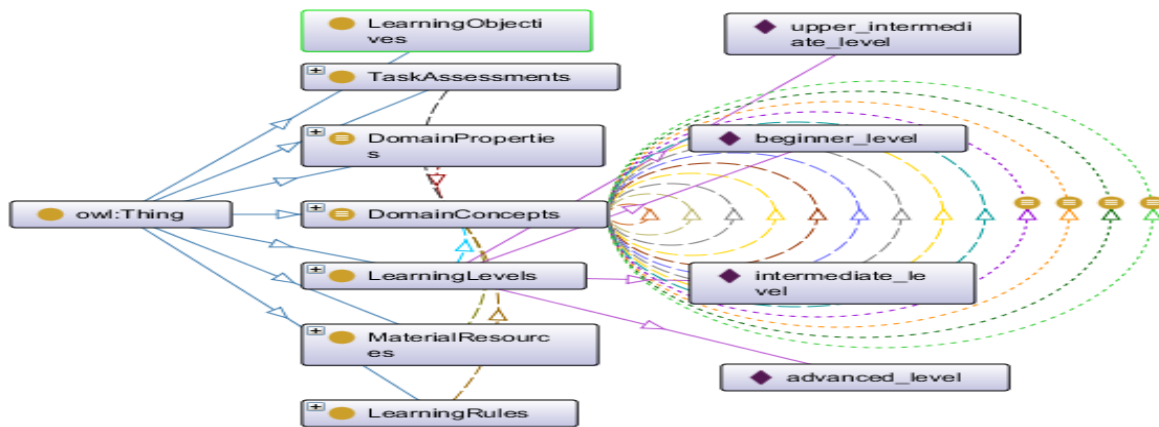 LearningObjecti
ves
TaskAssessments
DomainPropertie
s
owl:Thing
DomainConcepts
LearningLevels
MaterialResourc
es
LearningRules
upper_intermedi
ate_level
beginner_level
intermediate_le
vel
advanced_level